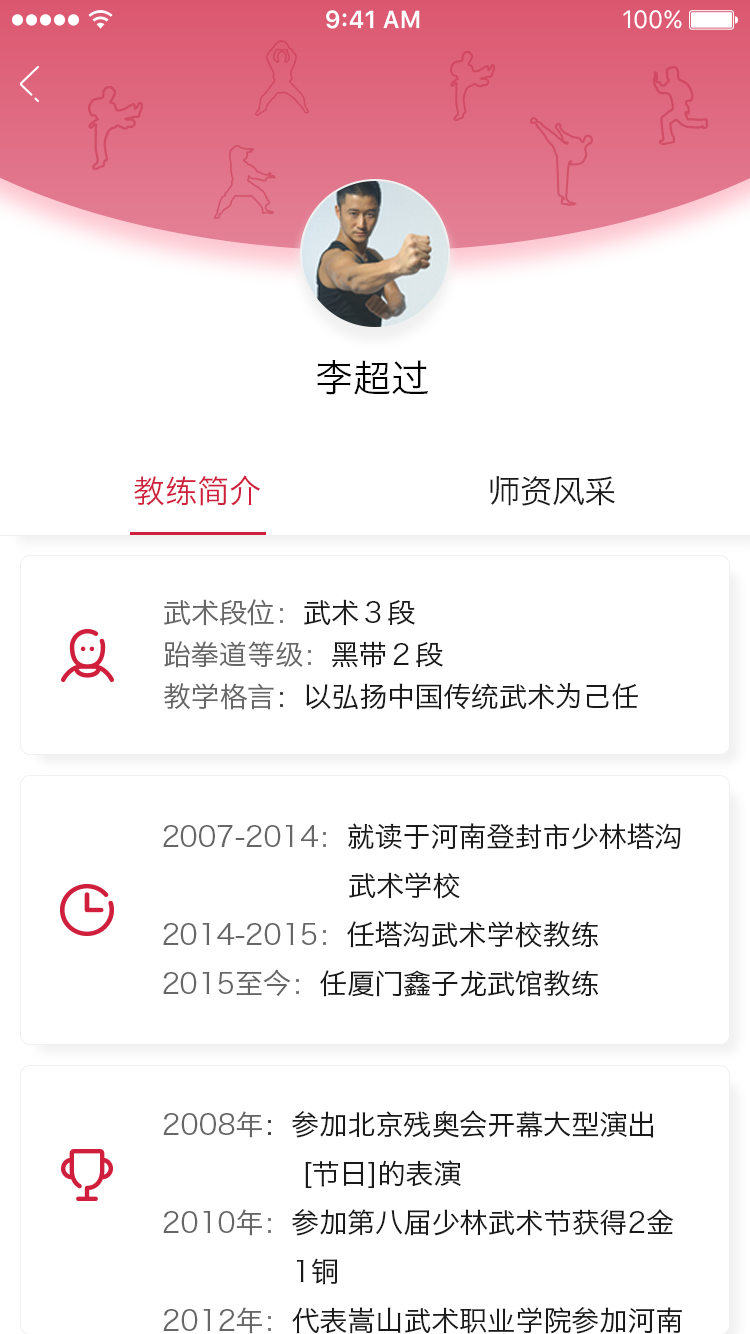 9:41 AM 100%
李超过
教练简介 师资风采
武术段位：武术３段
跆拳道等级：黑带２段
教学格言：以弘扬中国传统武术为己任
2007-2014：就读于河南登封市少林塔沟
武术学校
2014-2015：任塔沟武术学校教练
2015至今：任厦门鑫子龙武馆教练
2008年：参加北京残奥会开幕大型演出
[节日]的表演
2010年：参加第八届少林武术节获得2金
1铜
2012年：代表嵩山武术职业学院参加河南